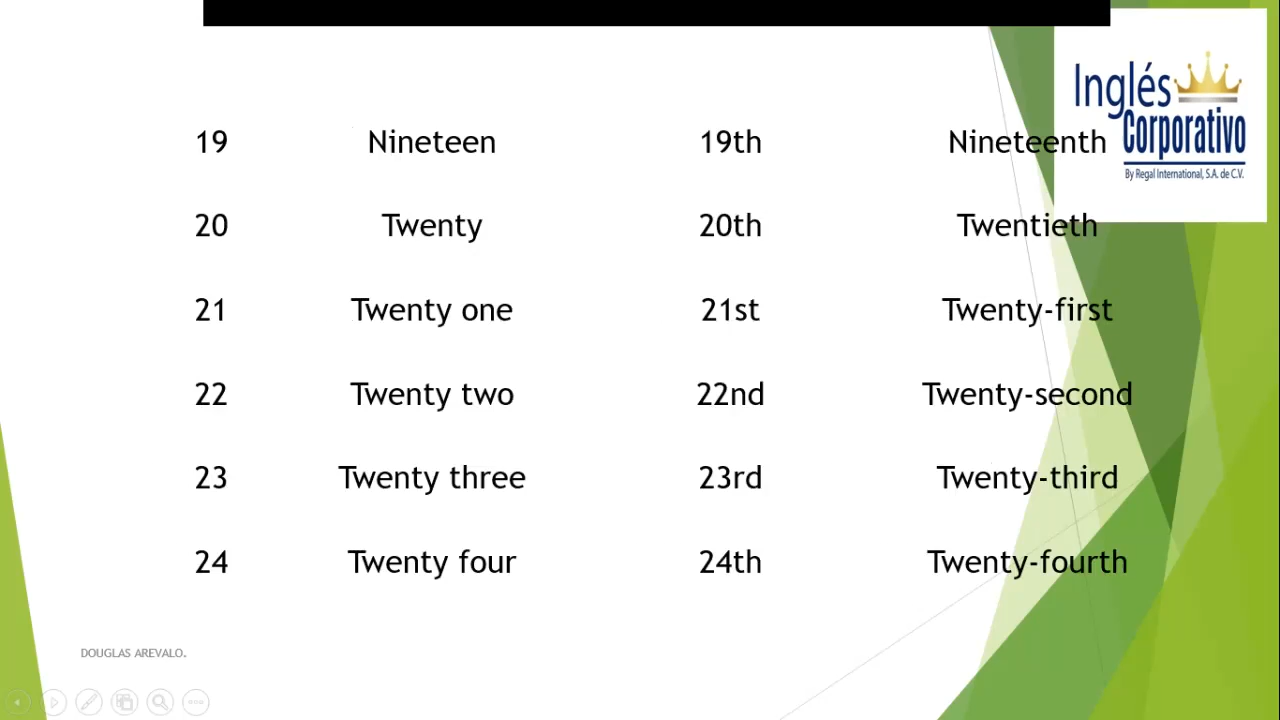 Inglés
Corporativo
By Regal International, S.A. de C.V.
19 Nineteen 19th Nineteenth
20 Twenty 20th Twentieth
21 Twenty one 21st Twenty-first
22 Twenty two 22nd Twenty-second
23 Twenty three 23rd Twenty-third
24 Twenty four 24th Twenty-fourth
DOUGLAS AREVALO.